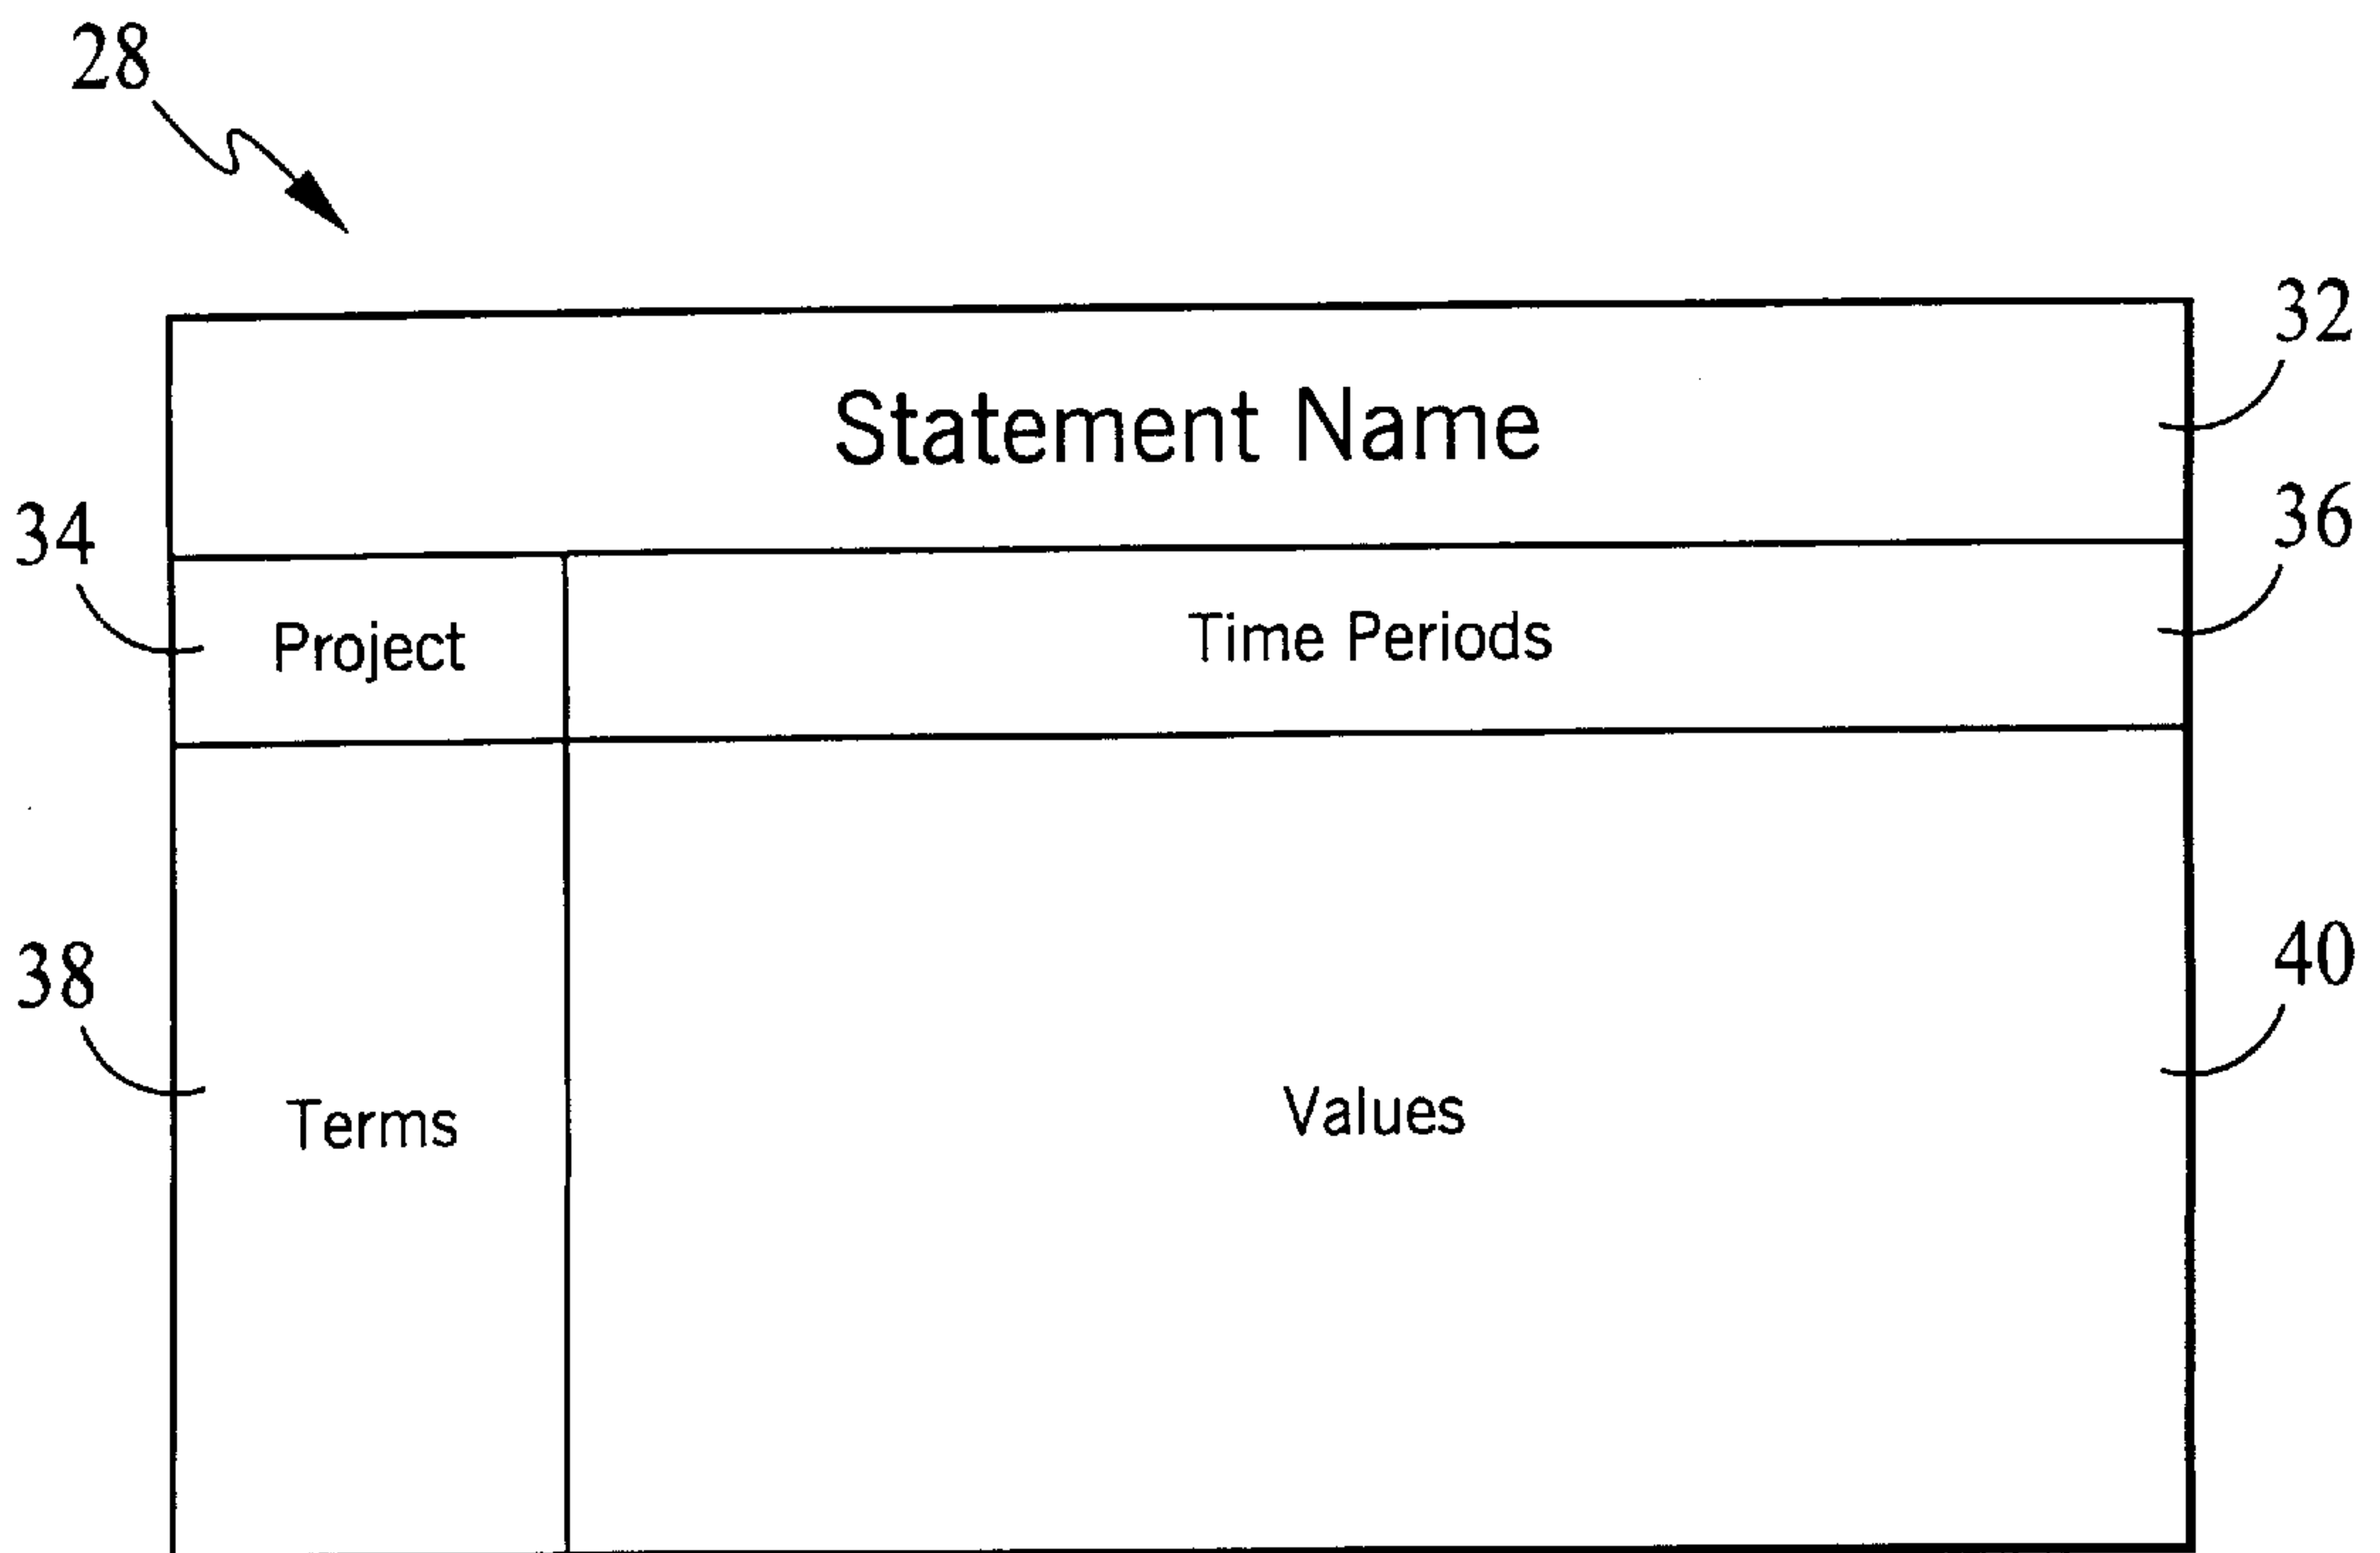 28
32
Statement Name
34
36
Project
Time Periods
38
40
Terms
Values